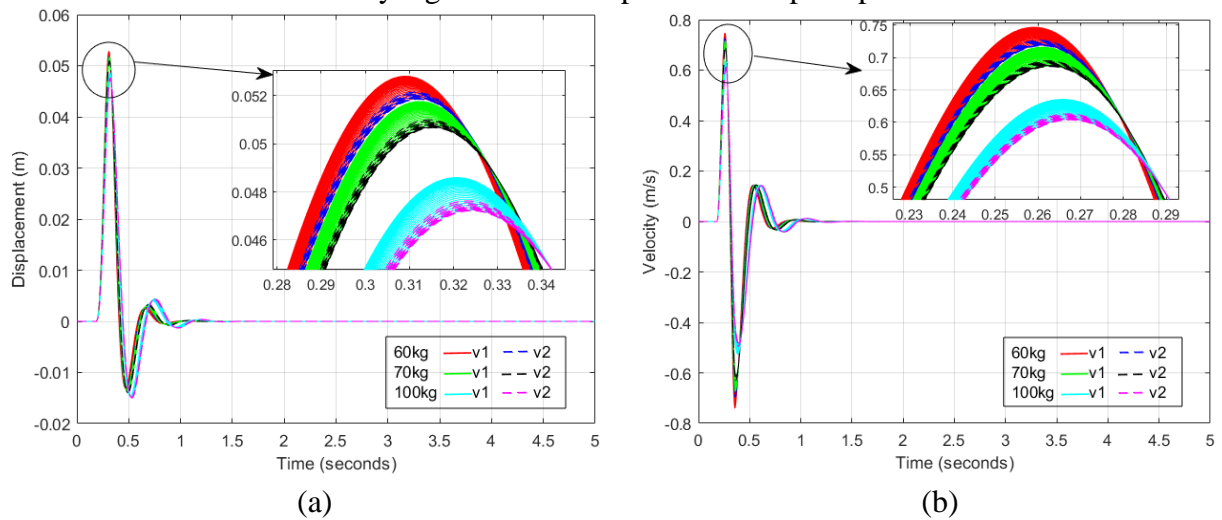 Displacement (m)
0.06
0.05
0.04
0.03
0.02
0.01
0
-0.01
-0.02
0.052
0.05
0.048
0.046
0.28 0.29 0.3 0.31 0.32 0.33 0.34
60kg v1 v2
70kg v1 v2
100kg v1 v2
0 0.5 1 1.5 2 2.5 3 3.5 4 4.5 5
Time (seconds)
(a)
Velocity (m/s)
0.8
0.6
0.4
0.2
0
-0.2
-0.4
-0.6
-0.8
0.75
0.7
0.65
0.6
0.55
0.5
0.23 0.24 0.25 0.26 0.27 0.28 0.29
60kg v1 v2
70kg v1 v2
100kg v1 v2
0 0.5 1 1.5 2 2.5 3 3.5 4 4.5 5
Time (seconds)
(b)